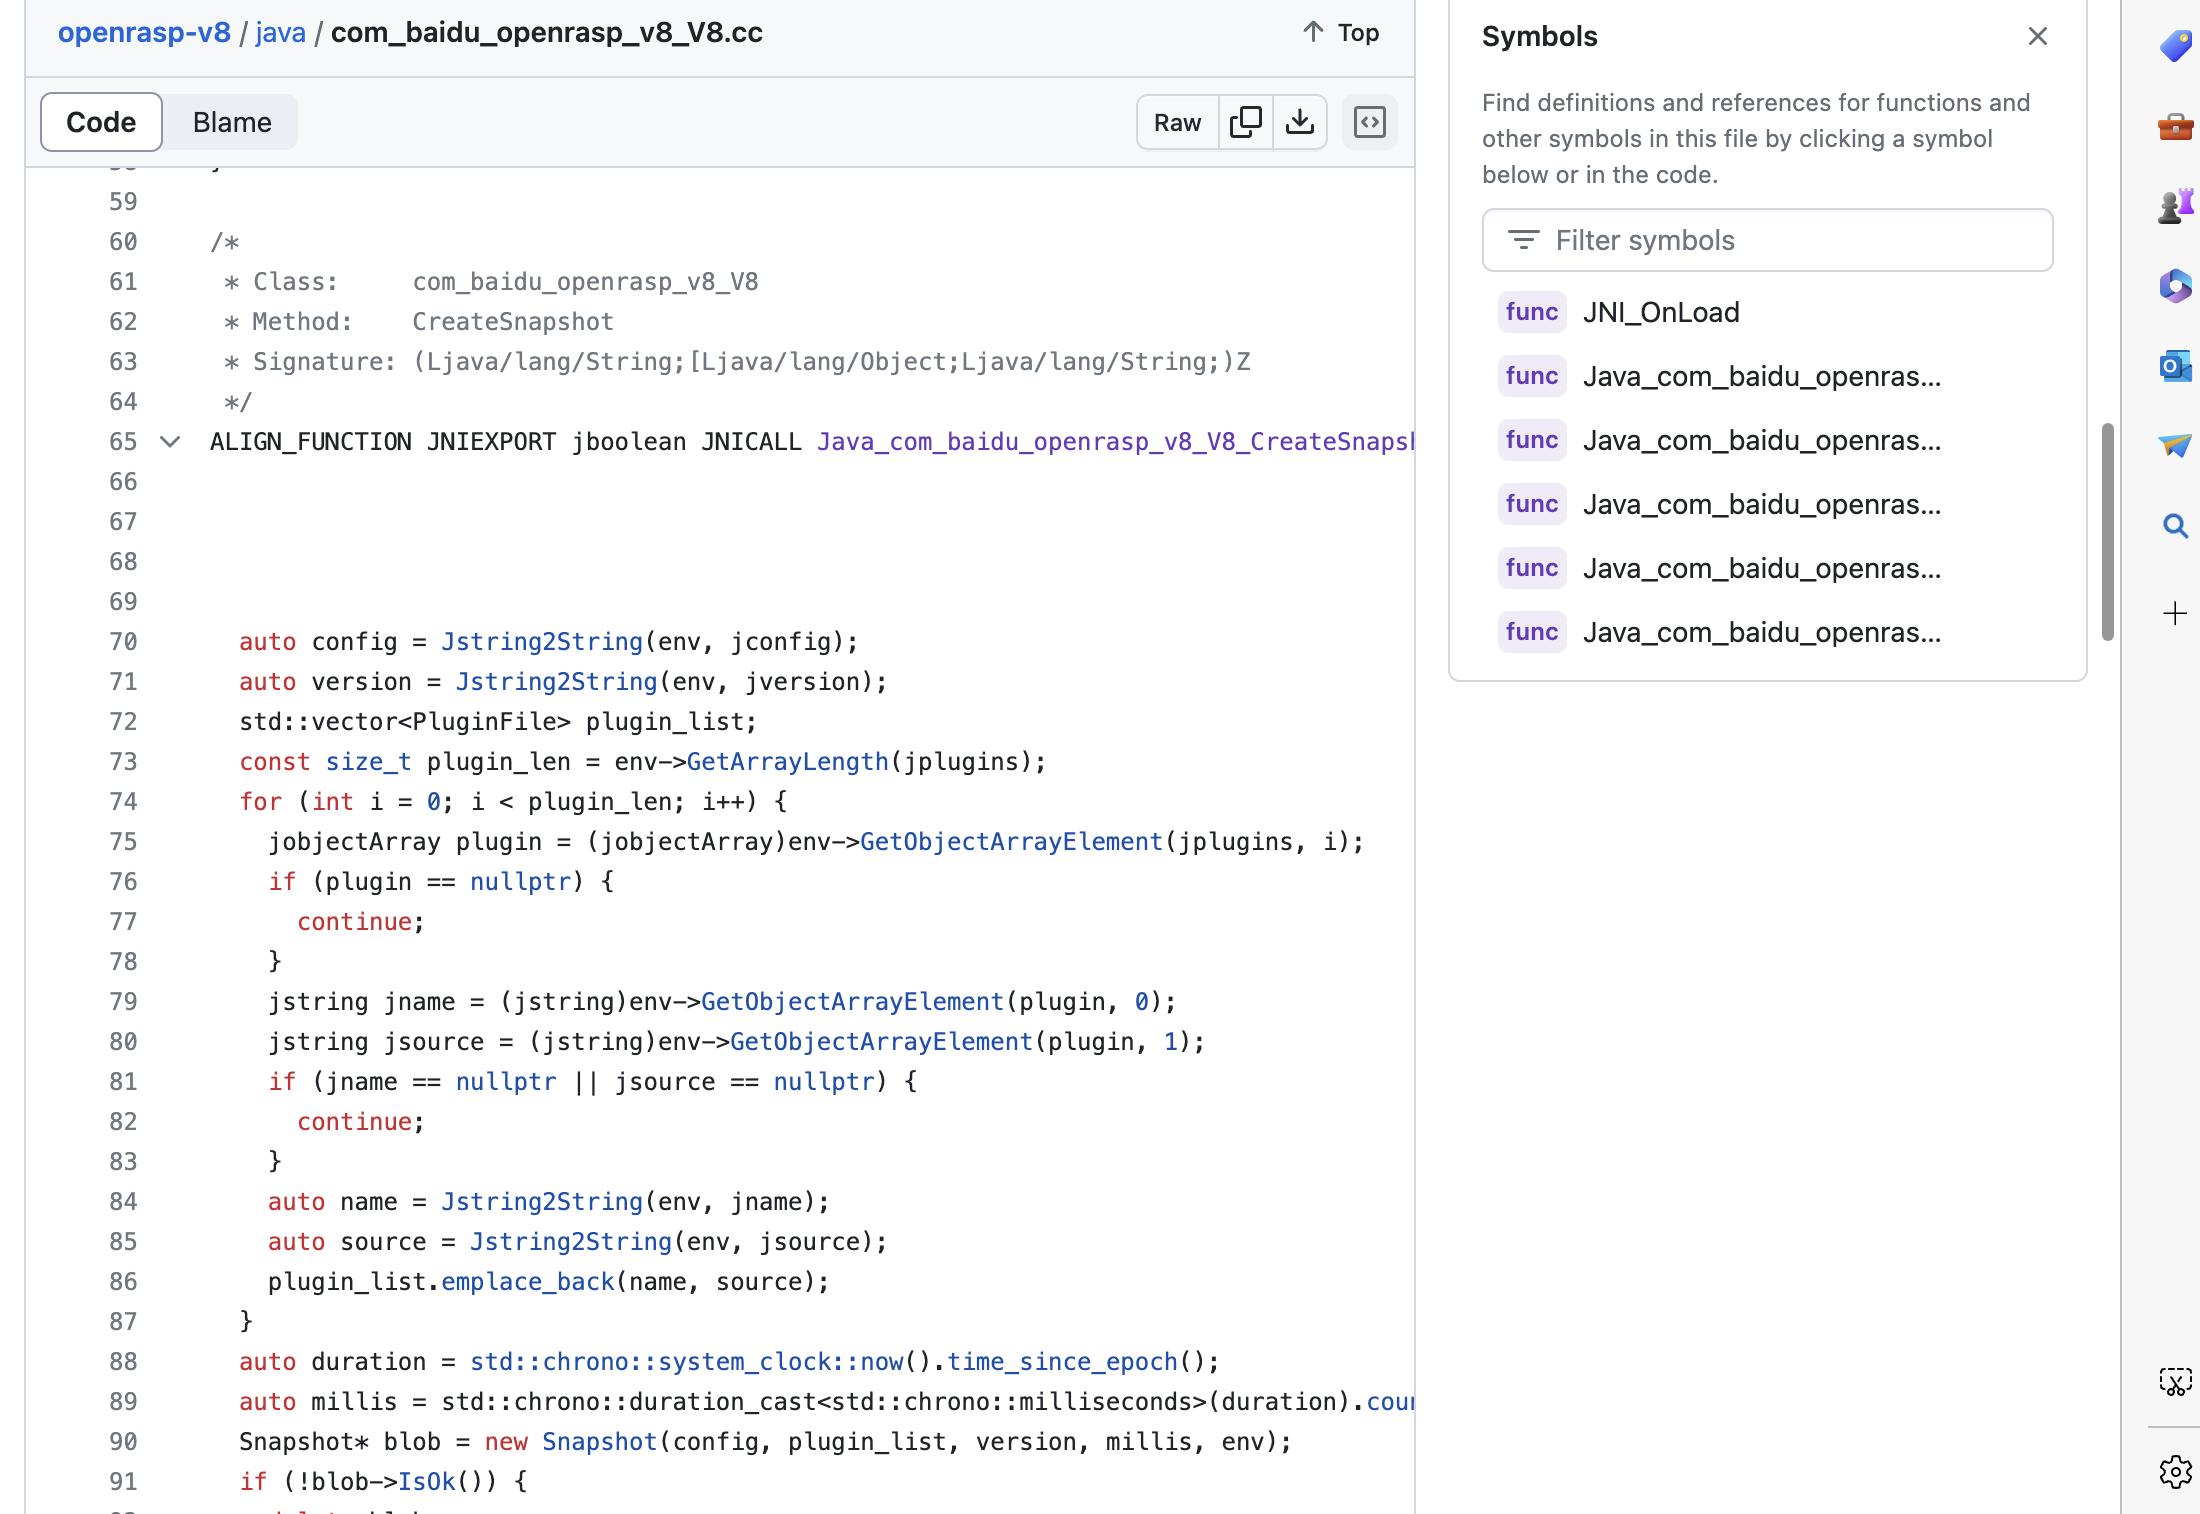 openrasp-v8 / java / com_baidu_openrasp_v8_V8.cc
Top
Code
Blame
Raw
59
60 /*
61 * Class:     com_baidu_openrasp_v8_V8
62 * Method:    CreateSnapshot
63 * Signature: (Ljava/lang/String;[Ljava/lang/Object;Ljava/lang/String;)Z
64 */
65 ALIGN_FUNCTION JNIEXPORT jboolean JNICALL Java_com_baidu_openrasp_v8_V8_CreateSnaps
66
67
68
69
70 auto config = Jstring2String(env, jconfig);
71 auto version = Jstring2String(env, jversion);
72 std::vector<PluginFile> plugin_list;
73 const size_t plugin_len = env->GetArrayLength(jplugins);
74 for (int i = 0; i < plugin_len; i++) {
75 jobjectArray plugin = (jobjectArray)env->GetObjectArrayElement(jplugins, i);
76 if (plugin == nullptr) {
77 continue;
78 }
79 jstring jname = (jstring)env->GetObjectArrayElement(plugin, 0);
80 jstring jsource = (jstring)env->GetObjectArrayElement(plugin, 1);
81 if (jname == nullptr || jsource == nullptr) {
82 continue;
83 }
84 auto name = Jstring2String(env, jname);
85 auto source = Jstring2String(env, jsource);
86 plugin_list.emplace_back(name, source);
87 }
88 auto duration = std::chrono::system_clock::now().time_since_epoch();
89 auto millis = std::chrono::duration_cast<std::chrono::milliseconds>(duration).cou
90 Snapshot* blob = new Snapshot(config, plugin_list, version, millis, env);
91 if (!blob->IsOk()) {
Symbols
Find definitions and references for functions and
other symbols in this file by clicking a symbol
below or in the code.
Filter symbols
func JNI_OnLoad
func Java_com_baidu_openras...
func Java_com_baidu_openras...
func Java_com_baidu_openras...
func Java_com_baidu_openras...
func Java_com_baidu_openras...